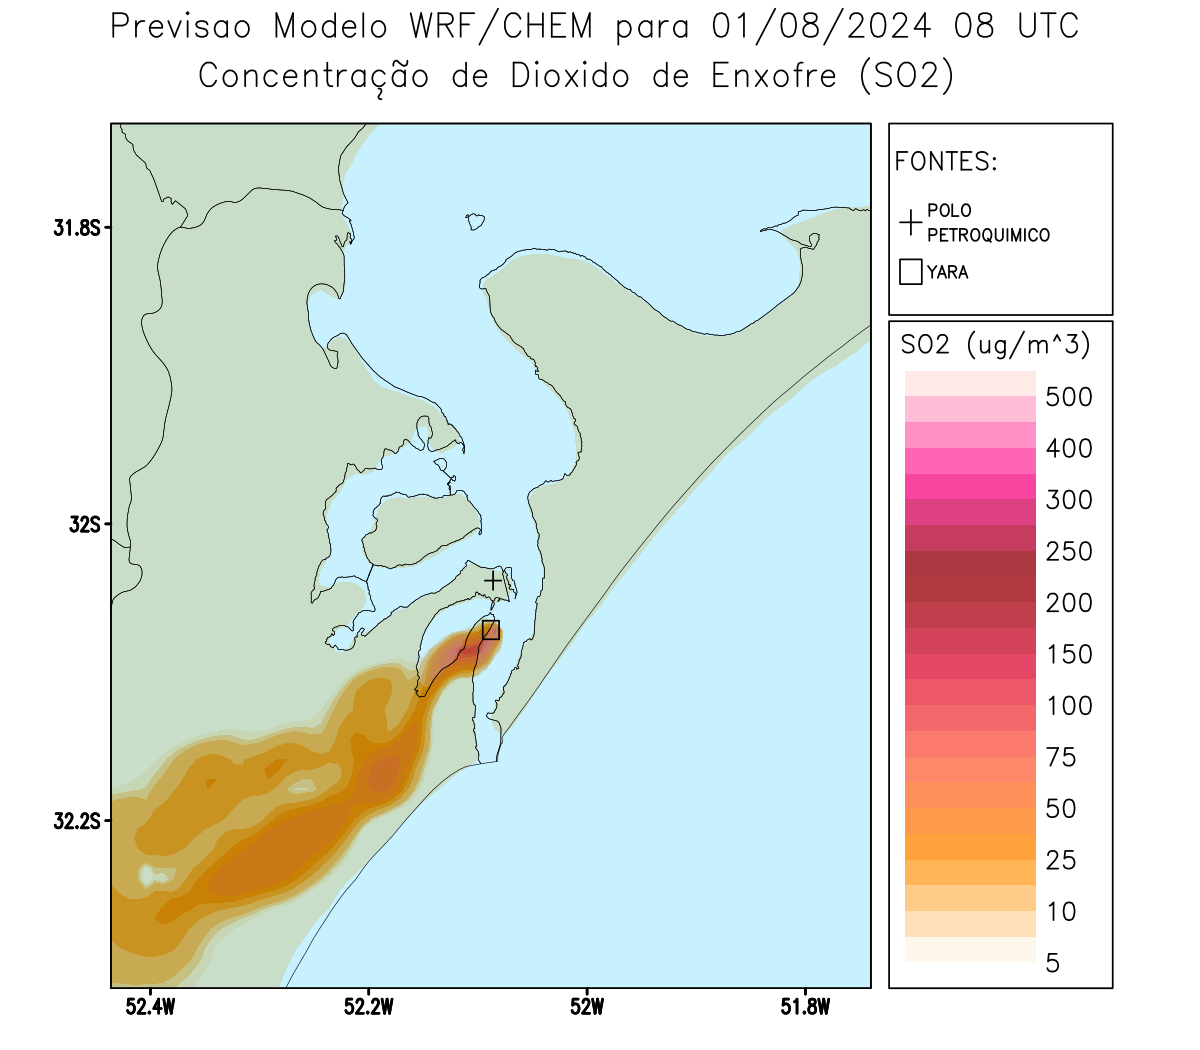 Previsao Modelo WRF/CHEM para 01/08/2024 08 UTC
Concentração de Dioxido de Enxofre (SO2)
FONTES:
POLO
PETROQUIMICO
YARA
SO2 (ug/m^3)
500
400
300
250
200
150
100
75
50
25
10
5
31.8S
32S
32.2S
52.4W
52.2W
52W
51.8W